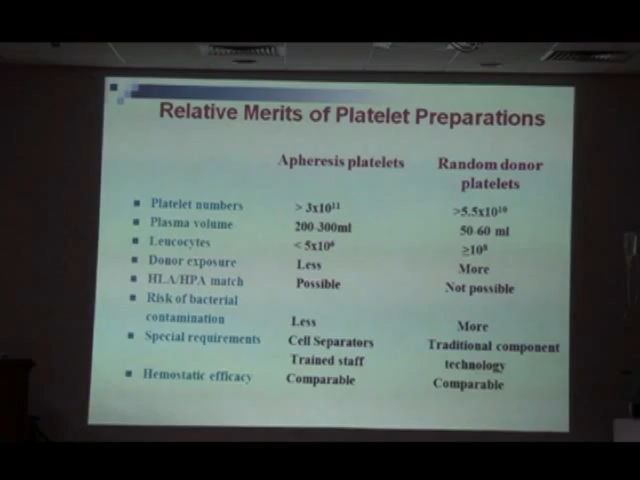 Relative Merits of Platelet Preparations
Apheresis platelets Random donor
platelets
Platelet numbers > 3x10¹¹ >5.5x10¹⁰
Plasma volume 200-300ml 50-60 ml
Leucocytes < 5x10⁶ ≥10⁸
Donor exposure Less More
HLA/HPA match Possible Not possible
Risk of bacterial
contamination Less More
Special requirements Cell Separators Traditional component
Trained staff technology
Hemostatic efficacy Comparable Comparable